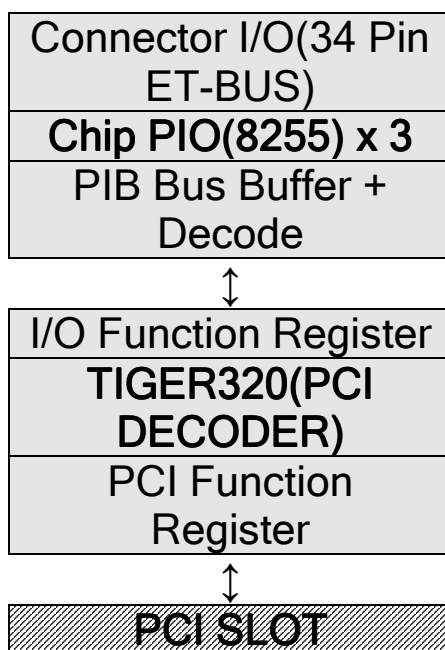 Connector I/O(34 Pin
ET-BUS)
Chip PIO(8255) x 3
PIB Bus Buffer +
Decode
↕
I/O Function Register
TIGER320(PCI
DECODER)
PCI Function
Register
↕
PCI SLOT